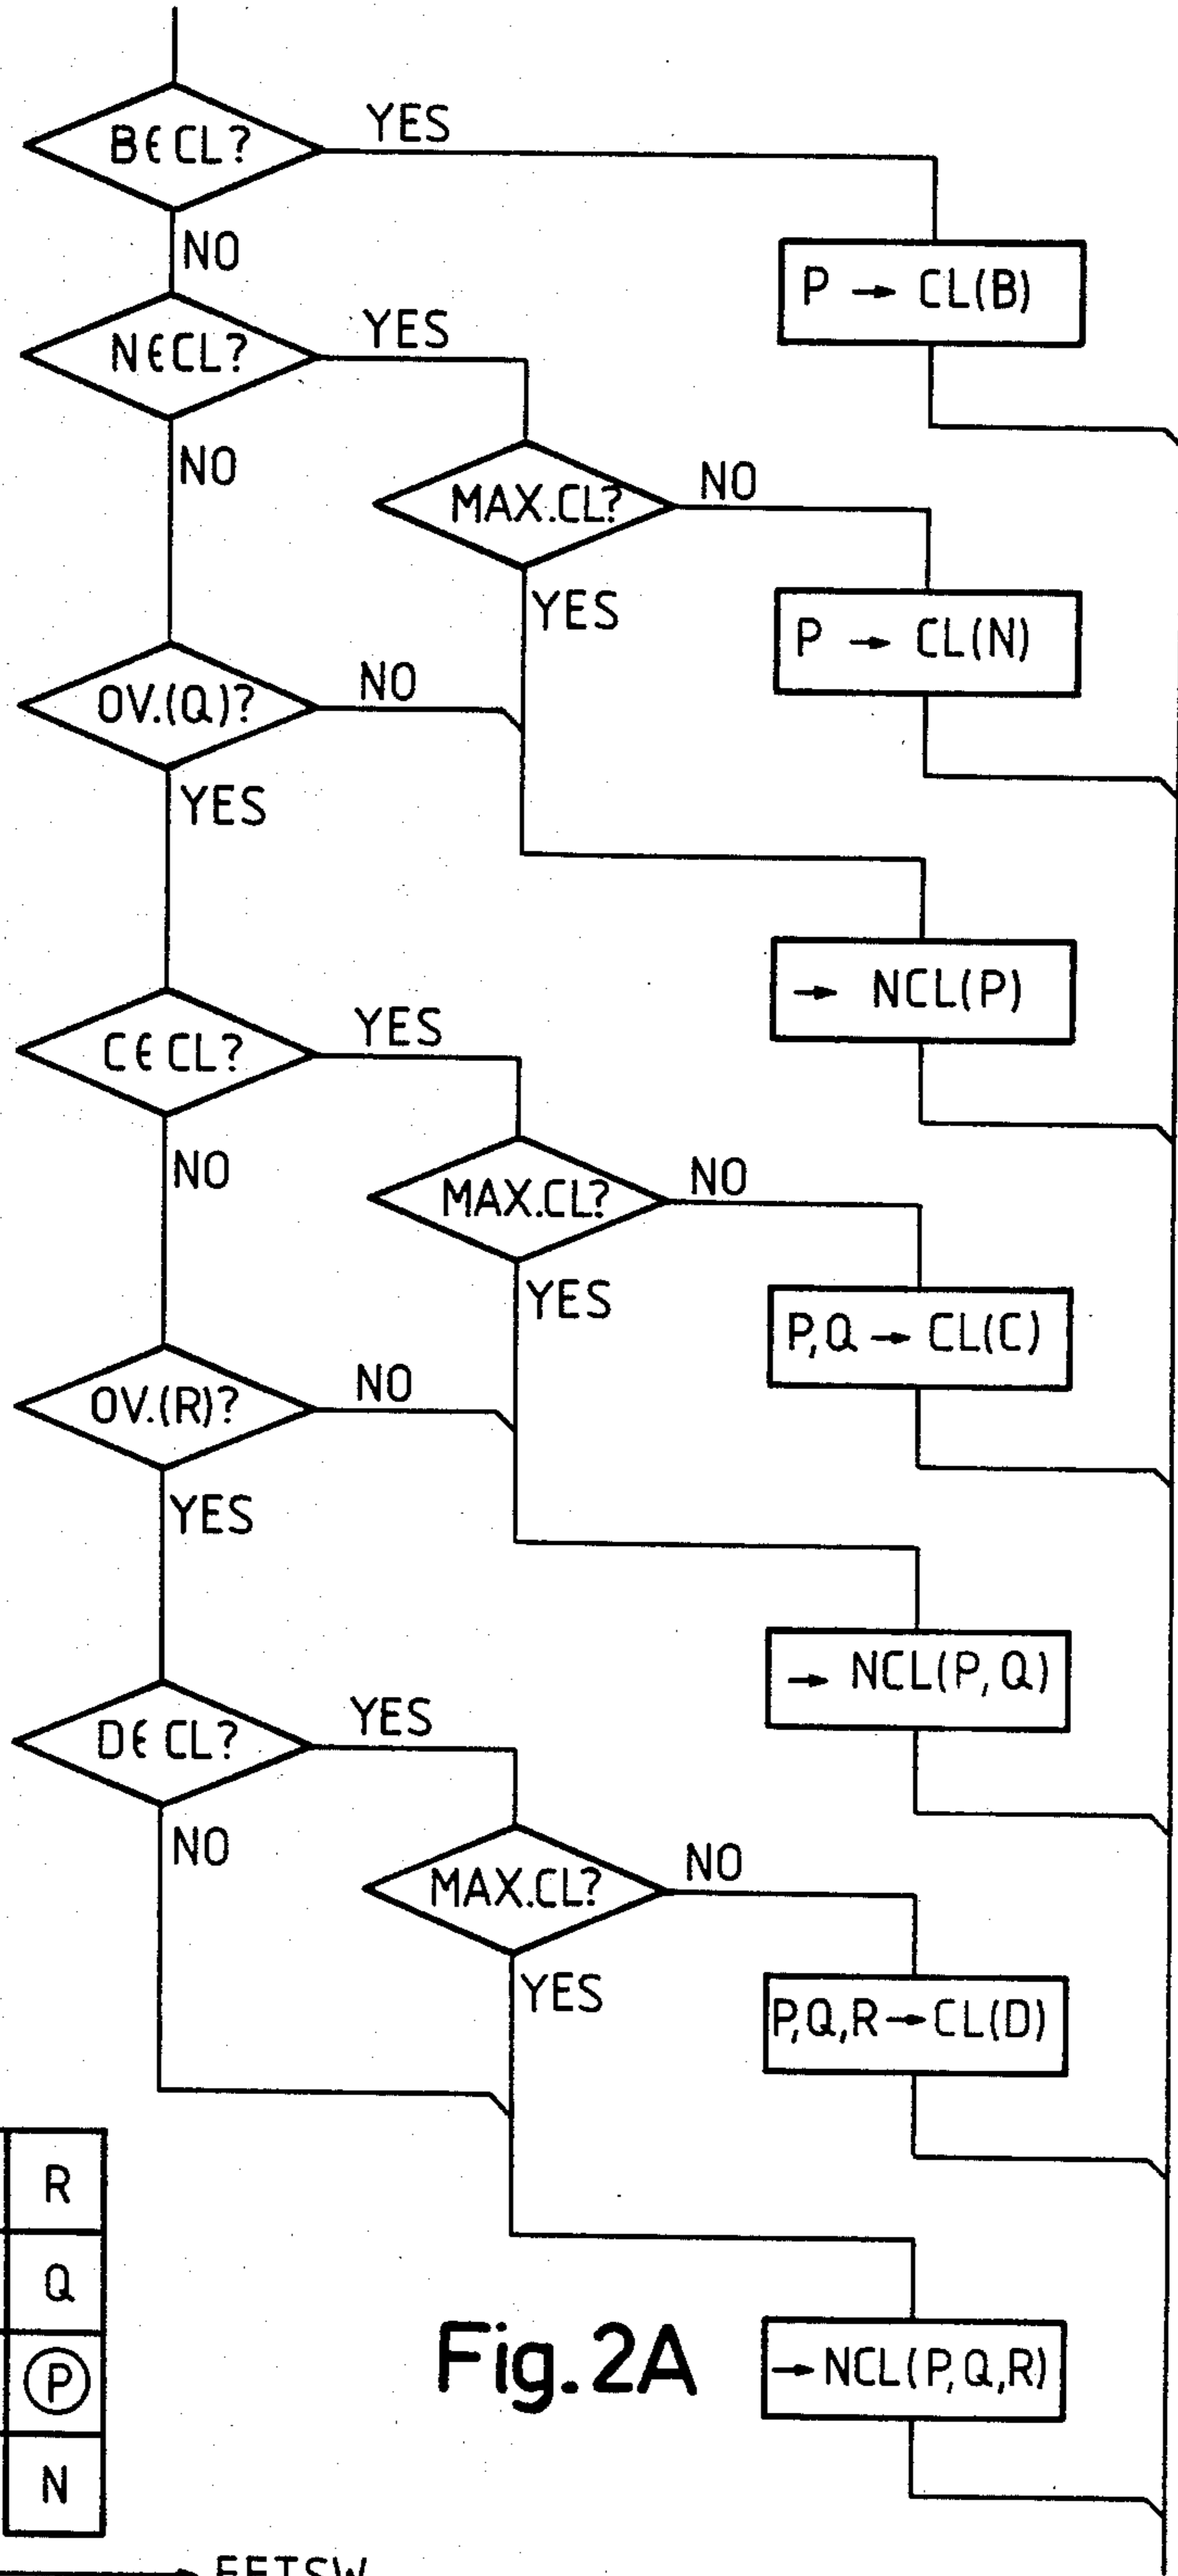 B∈CL?
YES
NO
P → CL(B)
N∈CL?
YES
NO
MAX.CL?
NO
YES
P → CL(N)
OV.(Q)?
NO
YES
→ NCL(P)
C∈CL?
YES
NO
MAX.CL?
NO
YES
P,Q → CL(C)
OV.(R)?
NO
YES
→ NCL(P,Q)
D∈CL?
YES
NO
MAX.CL?
NO
YES
P,Q,R → CL(D)
R
Q
P
N
Fig.2A
→ NCL(P,Q,R)